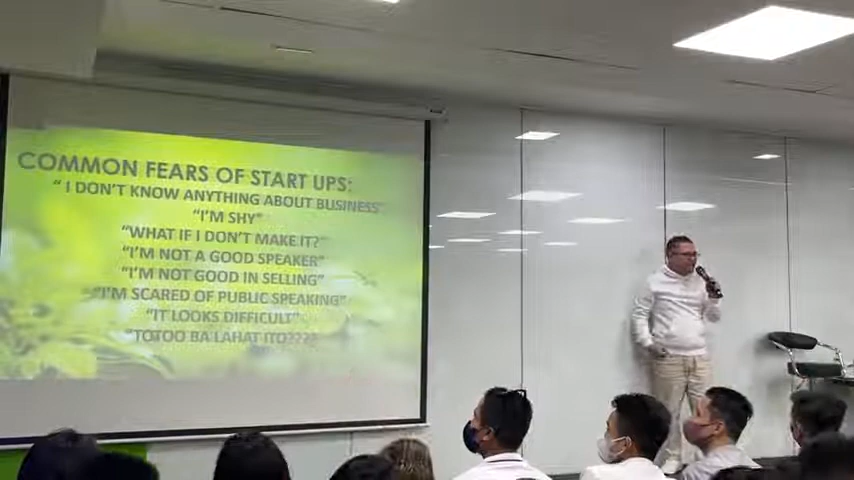 COMMON FEARS OF START UPS:
“I DON'T KNOW ANYTHING ABOUT BUSINESS”
“I'M SHY”
“WHAT IF I DON'T MAKE IT?”
“I'M NOT A GOOD SPEAKER”
“I'M NOT GOOD IN SELLING”
“I'M SCARED OF PUBLIC SPEAKING”
“IT LOOKS DIFFICULT”
“TOTOO BA LAHAT ITO????